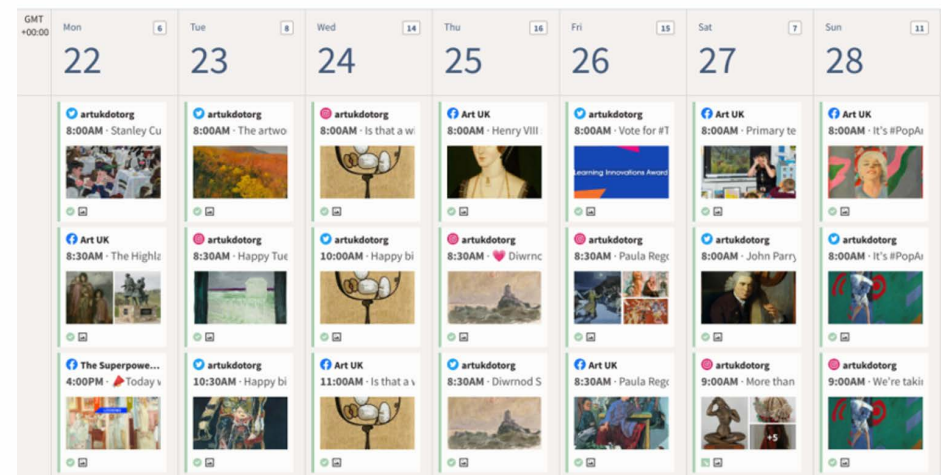 GMT
+00:00
Mon 6
22
Tue 8
23
Wed 14
24
Thu 16
25
Fri 15
26
Sat 7
27
Sun 11
28
artukdotorg
8:00AM · Stanley Cu
Art UK
8:30AM · The Highla
The Superpowe...
4:00PM · Today v
artukdotorg
8:00AM · The artwo
artukdotorg
8:30AM · Happy Tue
artukdotorg
10:30AM · Happy bi
artukdotorg
8:00AM · Is that a wi
artukdotorg
10:00AM · Happy bi
Art UK
11:00AM · Is that a v
Art UK
8:00AM · Henry VIII
artukdotorg
8:30AM · Diwrnc
artukdotorg
8:30AM · Diwrnod S
artukdotorg
8:00AM · Vote for #T
Learning Innovations Award
artukdotorg
8:30AM · Paula Rego
Art UK
8:30AM · Paula Rego
Art UK
8:00AM · Primary te
artukdotorg
8:00AM · John Parry
artukdotorg
9:00AM · More than
+5
Art UK
8:00AM · It's #PopAr
artukdotorg
8:00AM · It's #PopAr
artukdotorg
9:00AM · We're takin